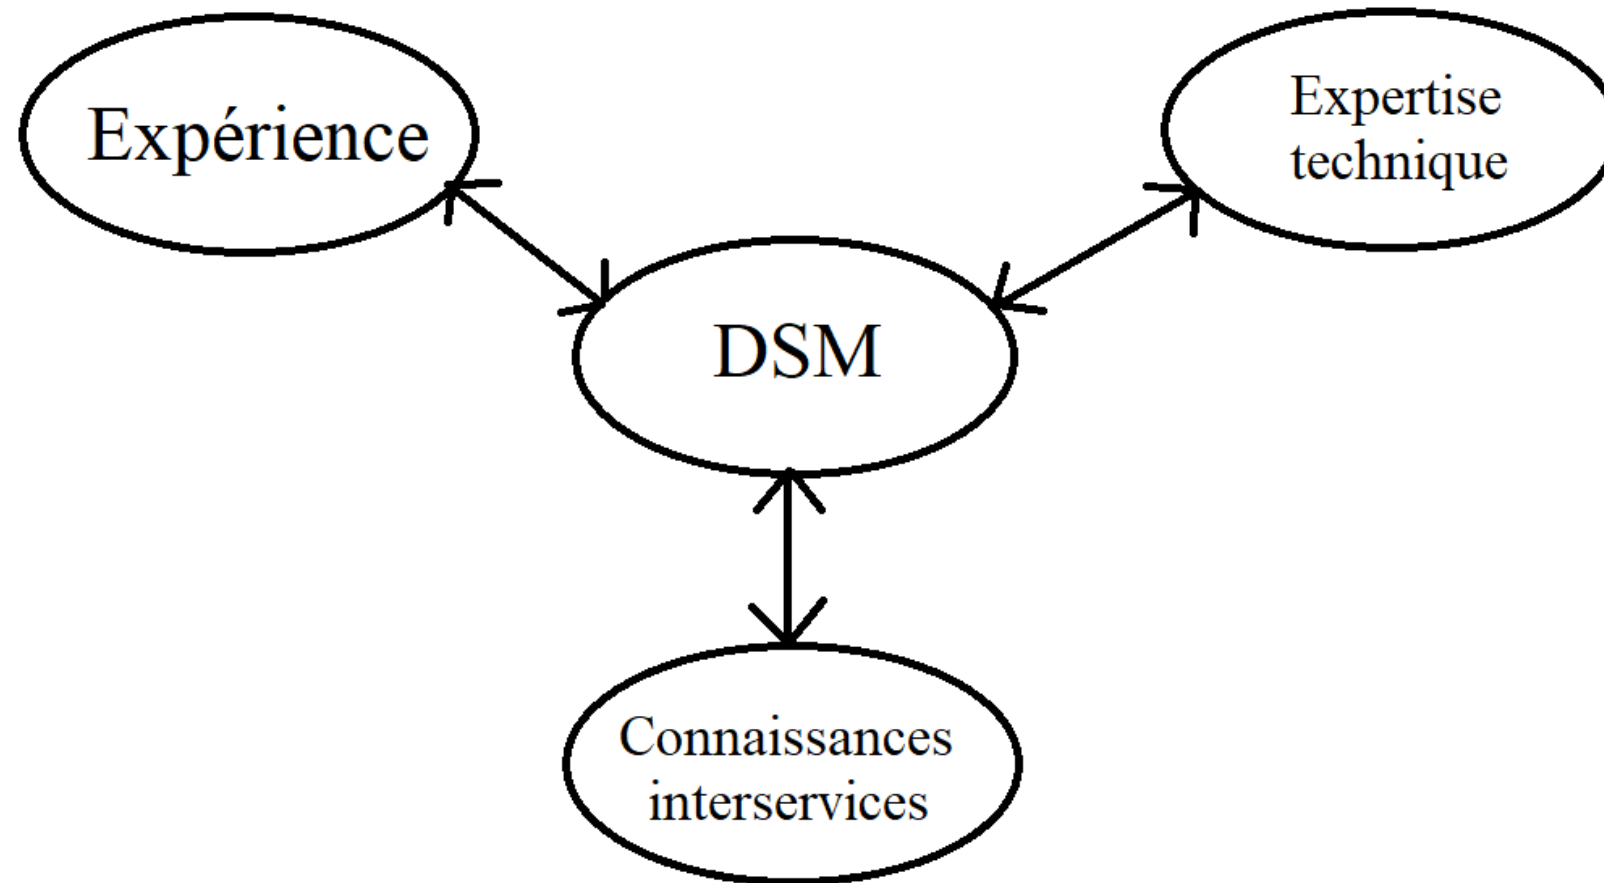 Expérience
Expertise
technique
DSM
Connaissances
interservices